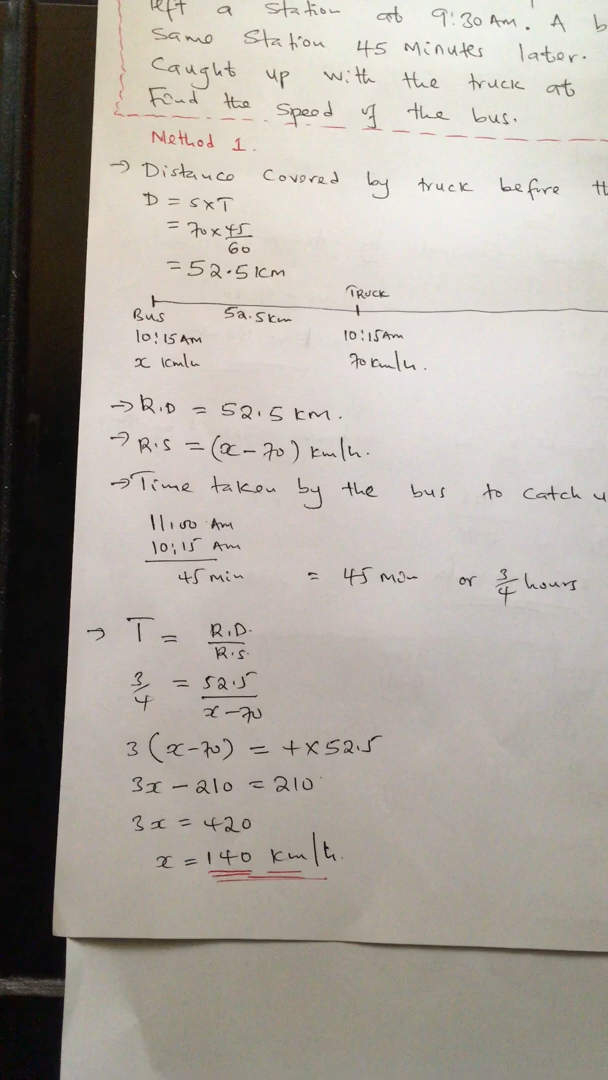 left a station at 9:30 Am. A b
same station 45 Minutes later.
Caught up with the truck at
Find the speed of the bus.
Method 1.
→ Distance covered by truck before th
D = S x T
= 70 x 45/60
= 52.5 km
TRUCK
Bus 52.5 km
10:15 Am 10:15 Am
x km/h 70 km/h.
→ R.D = 52.5 km.
→ R.S = (x - 70) km/h.
→ Time taken by the bus to catch u
11:00 Am
10:15 Am
45 min = 45 min or 3/4 hours
→ T = R.D./R.S.
3/4 = 52.5/x-70
3(x-70) = 4 x 52.5
3x - 210 = 210
3x = 420
x = 140 km/h.